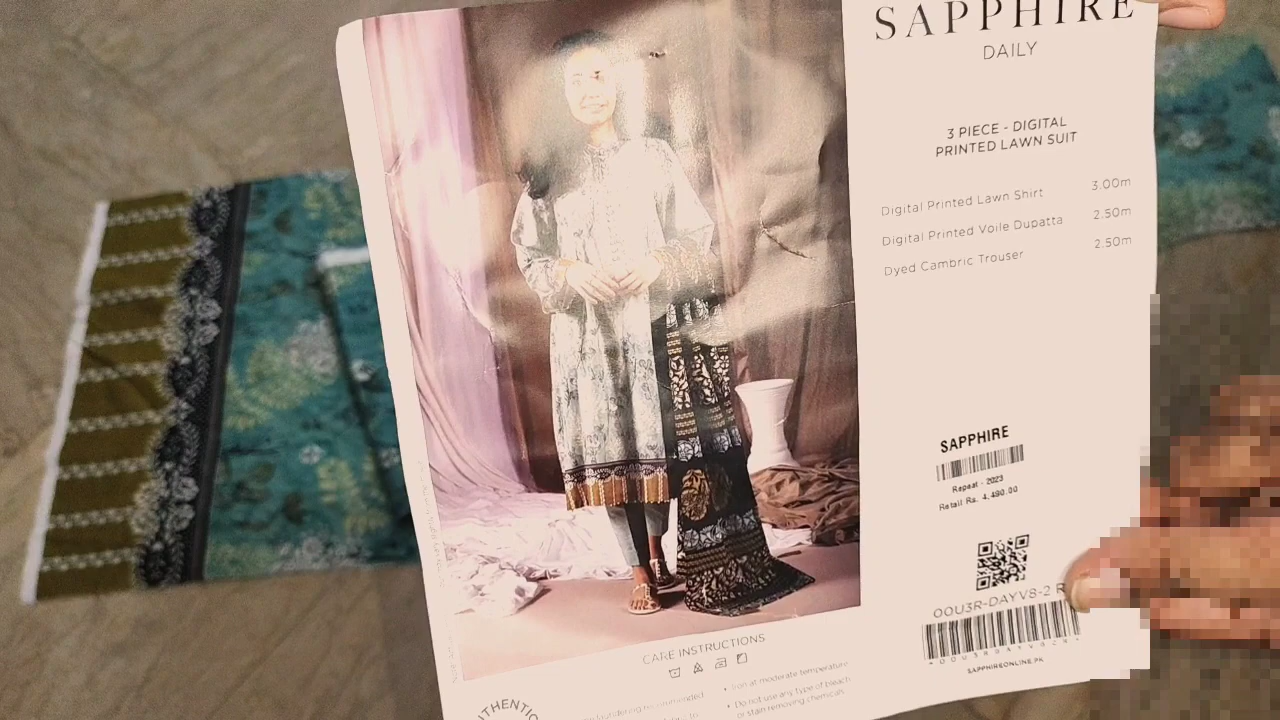 SAPPHIRE
DAILY
3 PIECE - DIGITAL
PRINTED LAWN SUIT
Digital Printed Lawn Shirt 3.00m
Digital Printed Voile Dupatta 2.50m
Dyed Cambric Trouser 2.50m
SAPPHIRE
Repeat - 2023
Retail Rs. 4,490.00
00U3R-DAYV8-2
SAPPHIREONLINE.PK
CARE INSTRUCTIONS
• Iron at moderate temperature
• Do not use any type of bleach
or stain removing chemicals